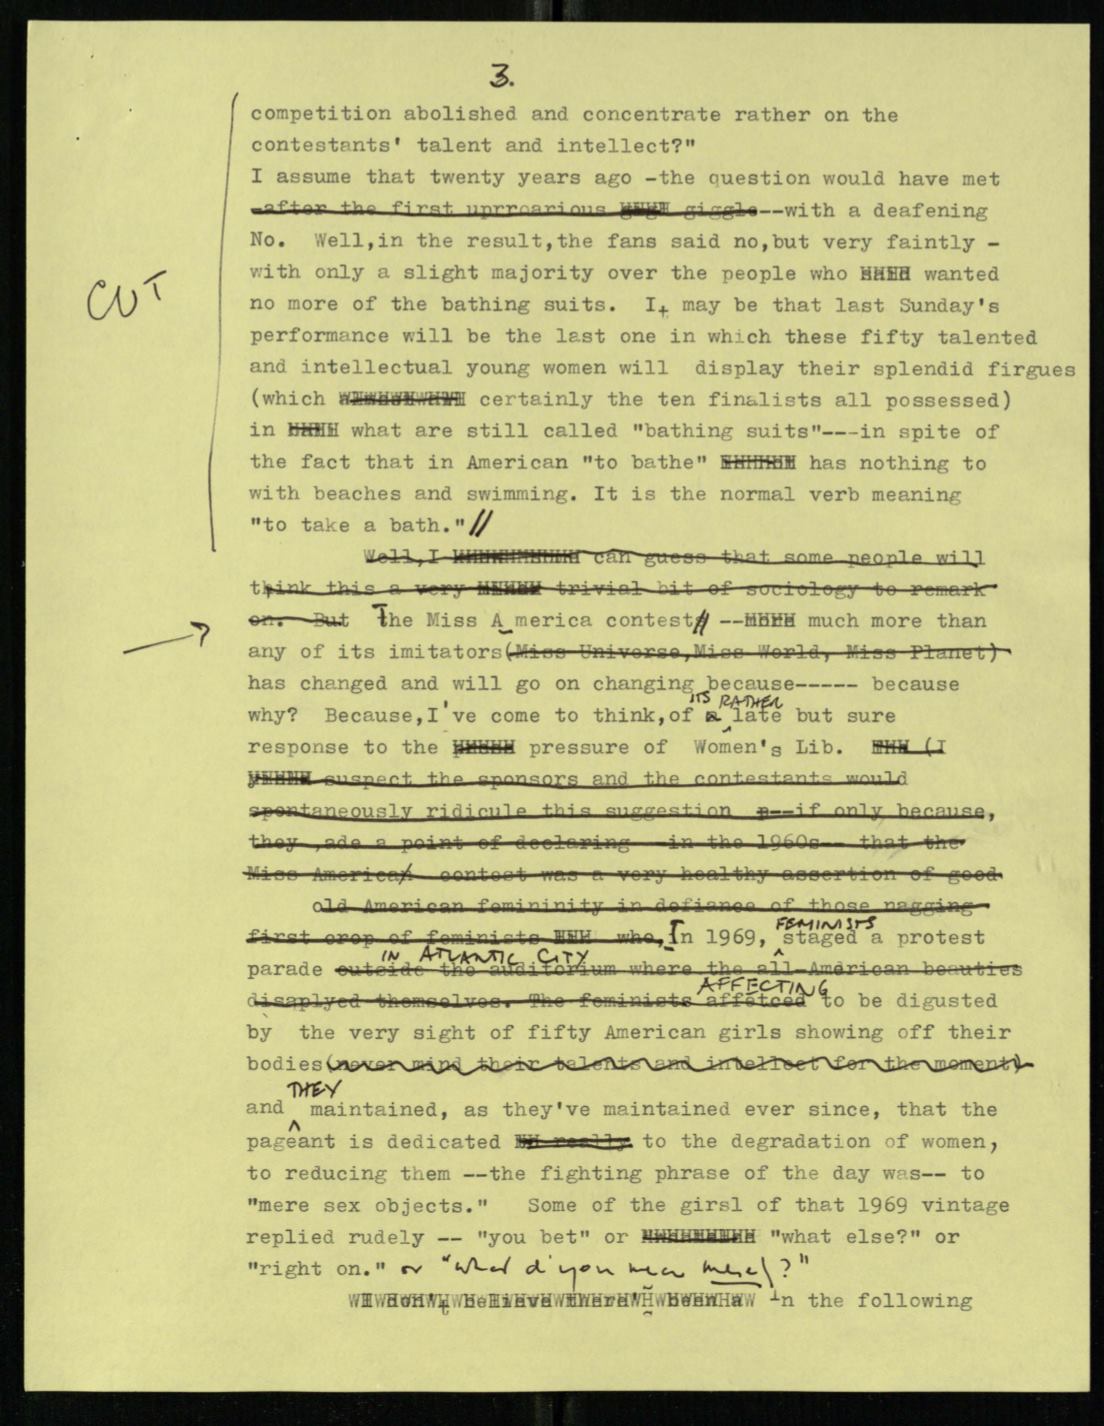 3.
competition abolished and concentrate rather on the
contestants' talent and intellect?"
I assume that twenty years ago -the question would have met
-after the first uprroarious giggle--with a deafening
No. Well,in the result,the fans said no,but very faintly -
with only a slight majority over the people who wanted
CUT
no more of the bathing suits. It may be that last Sunday's
performance will be the last one in which these fifty talented
and intellectual young women will display their splendid firgues
(which certainly the ten finalists all possessed)
in what are still called "bathing suits"---in spite of
the fact that in American "to bathe" has nothing to
with beaches and swimming. It is the normal verb meaning
"to take a bath."//
Well,I can guess that some people will
think this a very trivial bit of sociology to remark
on. But The Miss A merica contest// --more much more than
any of its imitators(Miss Universe,Miss World, Miss Planet)
has changed and will go on changing because----- because
ITS RATHER
why? Because,I've come to think,of a late but sure
response to the pressure of Women's Lib. (I
suspect the sponsors and the contestants would
spontaneously ridicule this suggestion p--if only because,
they ,ade a point of declaring --in the 1960s-- that the
Miss America contest was a very healthy assertion of good
old American femininity in defiance of those nagging
FEMINISTS
first crop of feminists who, In 1969, staged a protest
IN ATLANTIC CITY
parade outside the auditorium where the all-American beauties
AFFECTING
disaplyed themselves. The feminists affetced to be digusted
by the very sight of fifty American girls showing off their
bodies(never mind their talents and intellect for the moment)
THEY
and maintained, as they've maintained ever since, that the
pageant is dedicated really to the degradation of women,
to reducing them --the fighting phrase of the day was-- to
"mere sex objects." Some of the girsl of that 1969 vintage
replied rudely -- "you bet" or "what else?" or
"right on." or "what d'you mean mere?"
in the following